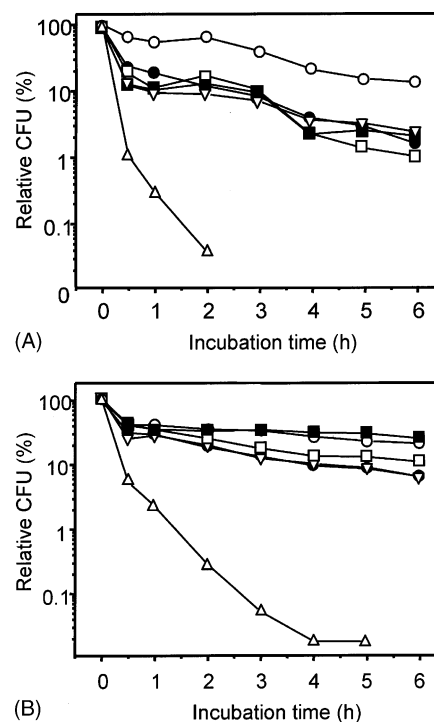 100
10
1
0.1
0
Relative CFU (%)
0 1 2 3 4 5 6
(A)
Incubation time (h)
100
10
1
0.1
Relative CFU (%)
0 1 2 3 4 5 6
(B)
Incubation time (h)